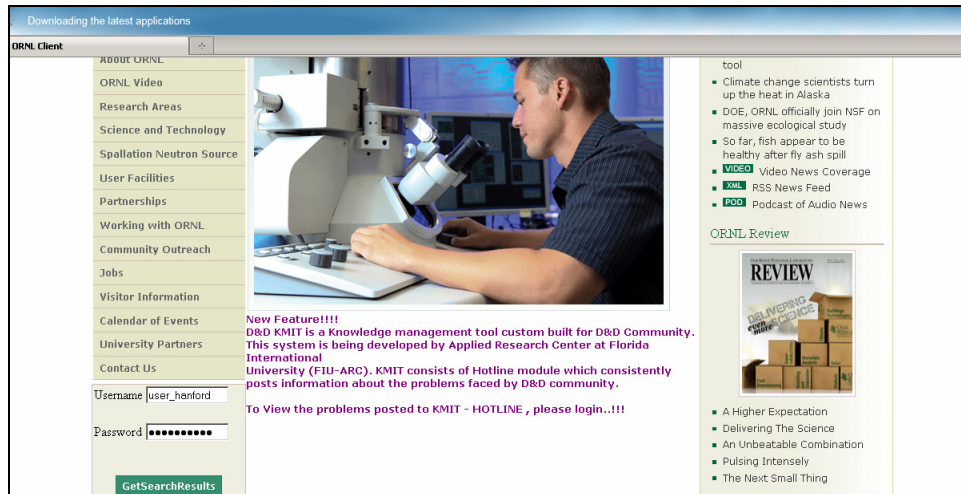 Downloading the latest applications
ORNL Client
About ORNL
ORNL Video
Research Areas
Science and Technology
Spallation Neutron Source
User Facilities
Partnerships
Working with ORNL
Community Outreach
Jobs
Visitor Information
Calendar of Events
University Partners
Contact Us
Username user_hanford
Password ●●●●●●●●●●
GetSearchResults
New Feature!!!!
D&D KMIT is a Knowledge management tool custom built for D&D Community.
This system is being developed by Applied Research Center at Florida
International
University (FIU-ARC). KMIT consists of Hotline module which consistently
posts information about the problems faced by D&D community.
To View the problems posted to KMIT - HOTLINE , please login..!!!
tool
Climate change scientists turn
up the heat in Alaska
DOE, ORNL officially join NSF on
massive ecological study
So far, fish appear to be
healthy after fly ash spill
VIDEO Video News Coverage
XML RSS News Feed
POD Podcast of Audio News
ORNL Review
OAK RIDGE NATIONAL LABORATORY
REVIEW
DELIVERING
even
more SCIENCE
A Higher Expectation
Delivering The Science
An Unbeatable Combination
Pulsing Intensely
The Next Small Thing